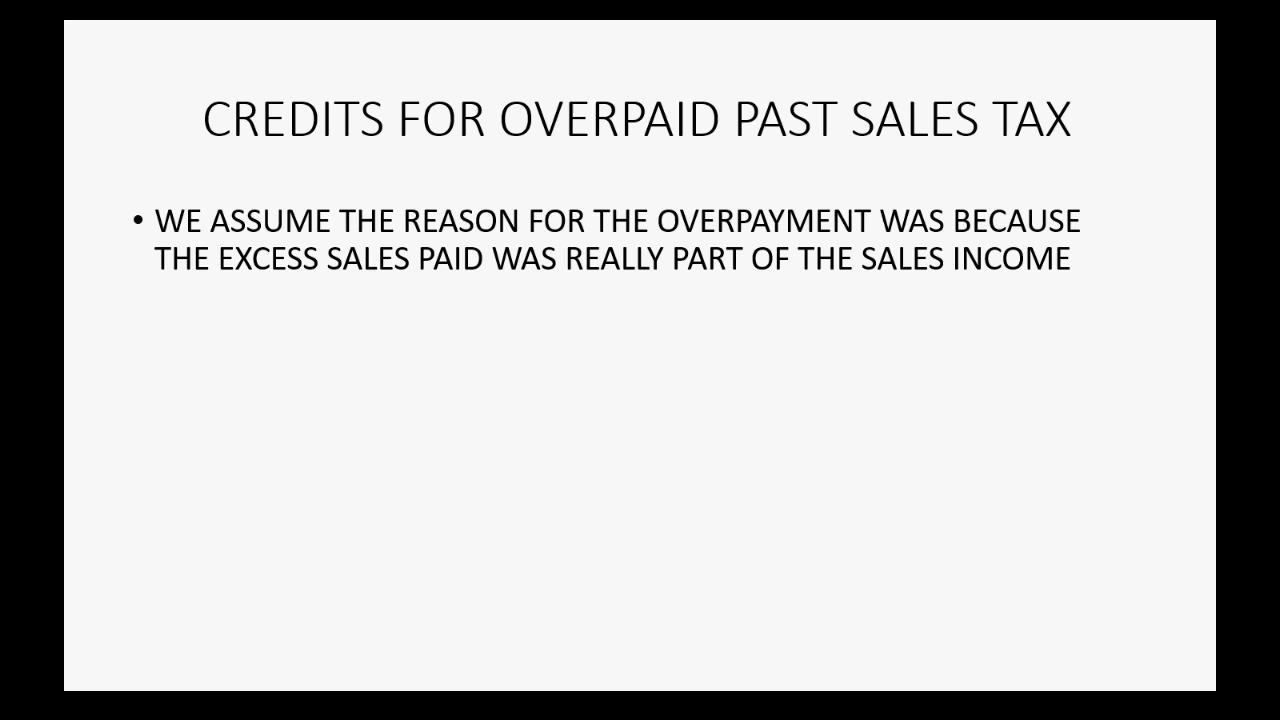 CREDITS FOR OVERPAID PAST SALES TAX
• WE ASSUME THE REASON FOR THE OVERPAYMENT WAS BECAUSE
THE EXCESS SALES PAID WAS REALLY PART OF THE SALES INCOME